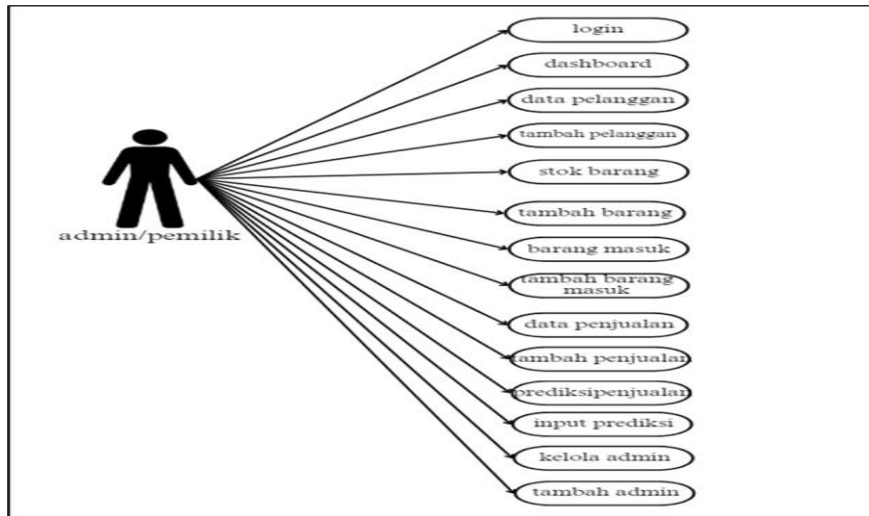 login
dashboard
data pelanggan
tambah pelanggan
stok barang
admin/pemilik
tambah barang
barang masuk
tambah barang
masuk
data penjualan
tambah penjualan
prediksipenjualan
input prediksi
kelola admin
tambah admin